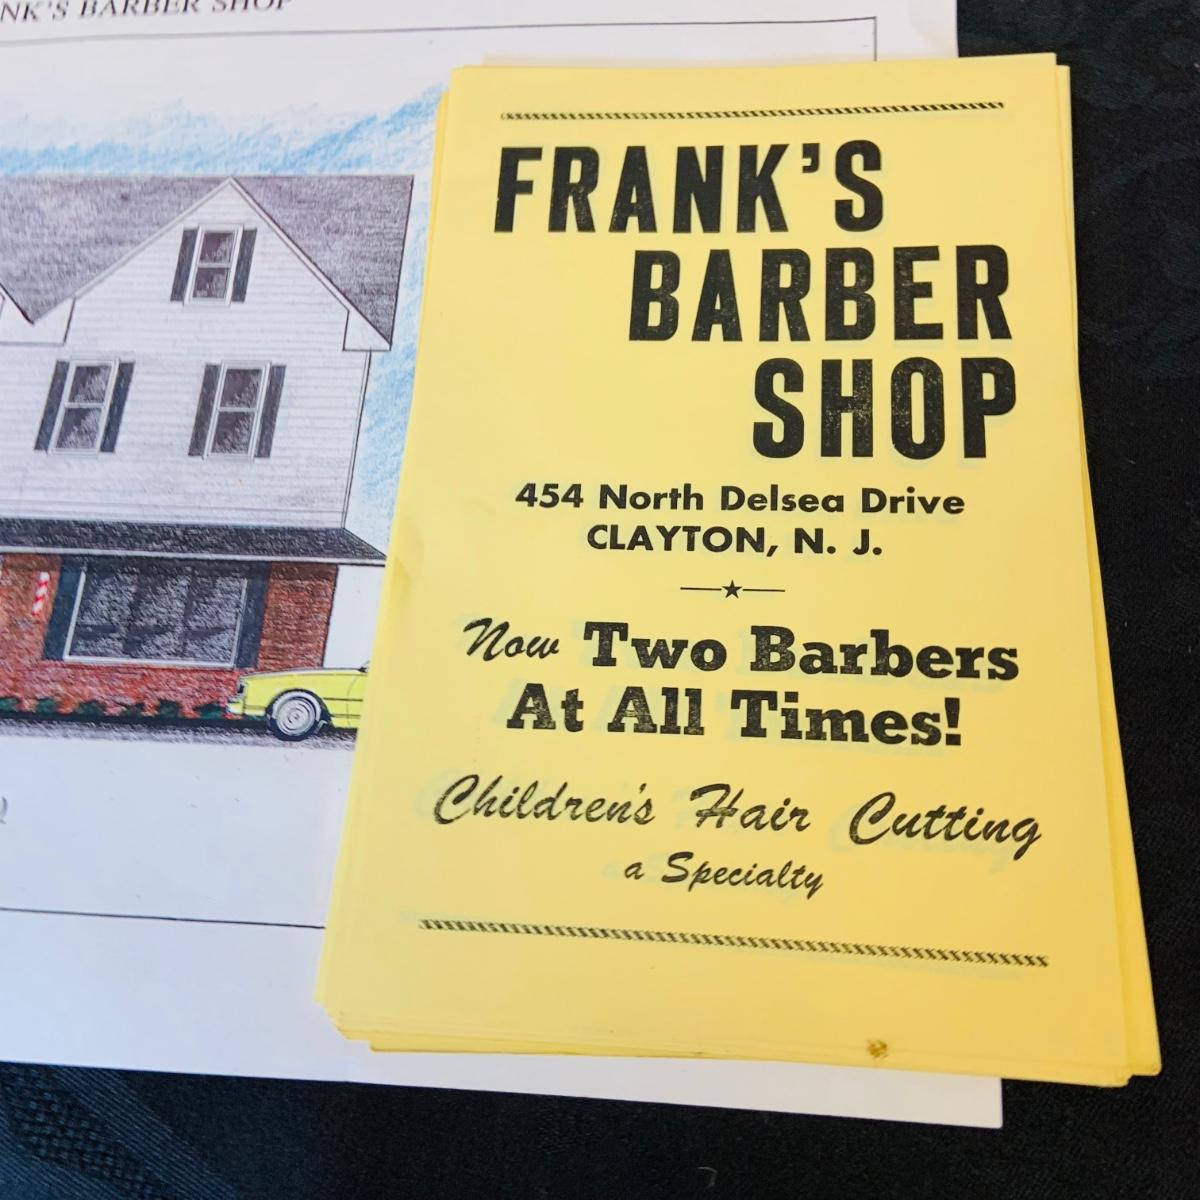 NK'S BARBER SHOP
FRANK'S
BARBER
SHOP
454 North Delsea Drive
CLAYTON, N. J.
Now Two Barbers
At All Times!
Children's Hair Cutting
a Specialty